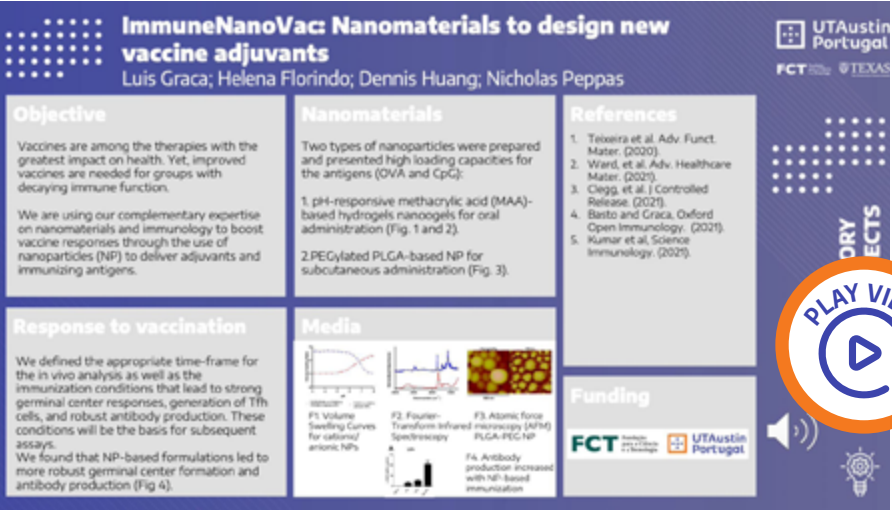 ImmuneNanoVac: Nanomaterials to design new
vaccine adjuvants
Luis Graca; Helena Florindo; Dennis Huang; Nicholas Peppas
UTAustin
Portugal
FCT
TEXAS
Objective
Vaccines are among the therapies with the
greatest impact on health. Yet, improved
vaccines are needed for groups with
decaying immune function.
We are using our complementary expertise
on nanomaterials and immunology to boost
vaccine responses through the use of
nanoparticles (NP) to deliver adjuvants and
immunizing antigens.
Nanomaterials
Two types of nanoparticles were prepared
and presented high loading capacities for
the antigens (OVA and CpG):
1. pH-responsive methacrylic acid (MAA)-
based hydrogels nanoogels for oral
administration (Fig. 1 and 2).
2.PEGylated PLGA-based NP for
subcutaneous administration (Fig. 3).
References
1. Teixeira et al. Adv. Funct.
Mater. (2020).
2. Ward, et al. Adv. Healthcare
Mater. (2021).
3. Clegg, et al. J Controlled
Release. (2021).
4. Basto and Graca, Oxford
Open Immunology. (2021).
5. Kumar et al, Science
Immunology. (2021).
ORY
ECTS
PLAY VI
Response to vaccination
We defined the appropriate time-frame for
the in vivo analysis as well as the
immunization conditions that lead to strong
germinal center responses, generation of Tfh
cells, and robust antibody production. These
conditions will be the basis for subsequent
assays.
We found that NP-based formulations led to
more robust germinal center formation and
antibody production (Fig 4).
Media
F1. Volume
Swelling Curves
for cationic/
anionic NPs
F2. Fourier-
Transform Infrared
Spectroscopy
F3. Atomic force
microscopy (AFM)
PLGA-PEG NP
F4. Antibody
production increased
with NP-based
immunization
Funding
FCT
Fundação
para a Ciência
e a Tecnologia
UTAustin
Portugal